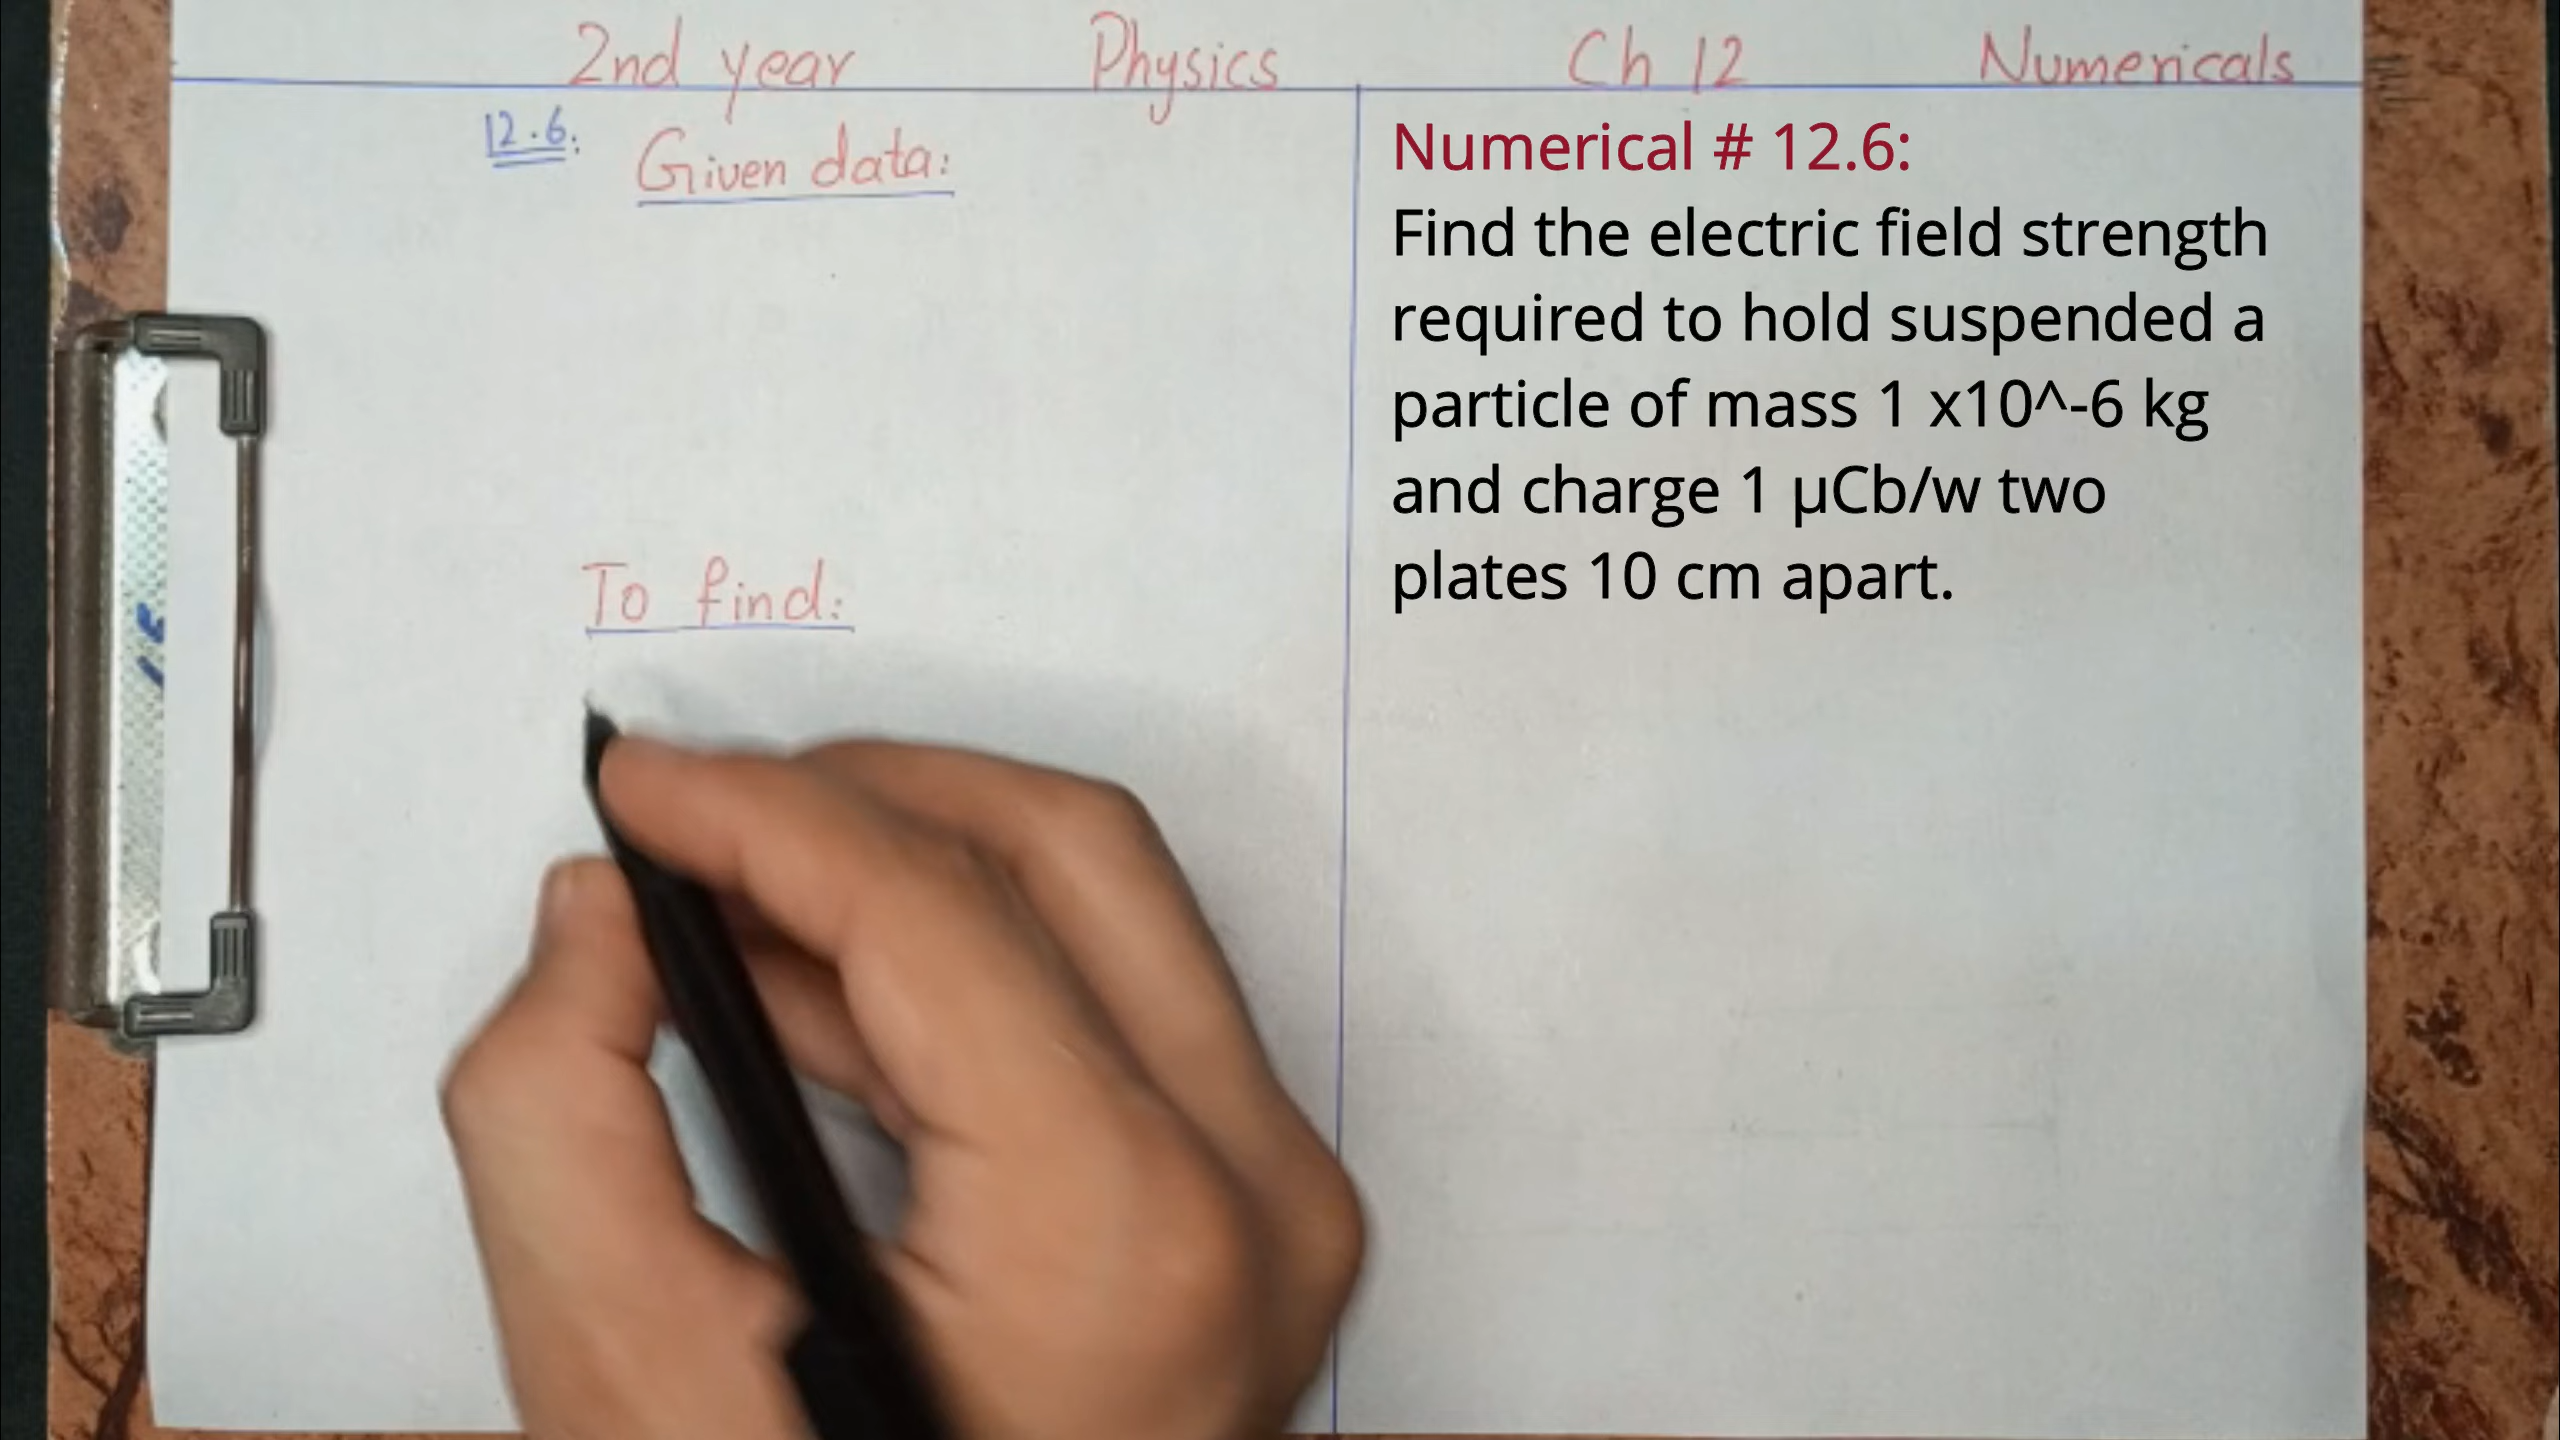 2nd year Physics Ch 12 Numericals
12.6:
Given data:
To find:
Numerical # 12.6:
Find the electric field strength
required to hold suspended a
particle of mass 1 x10^-6 kg
and charge 1 µCb/w two
plates 10 cm apart.